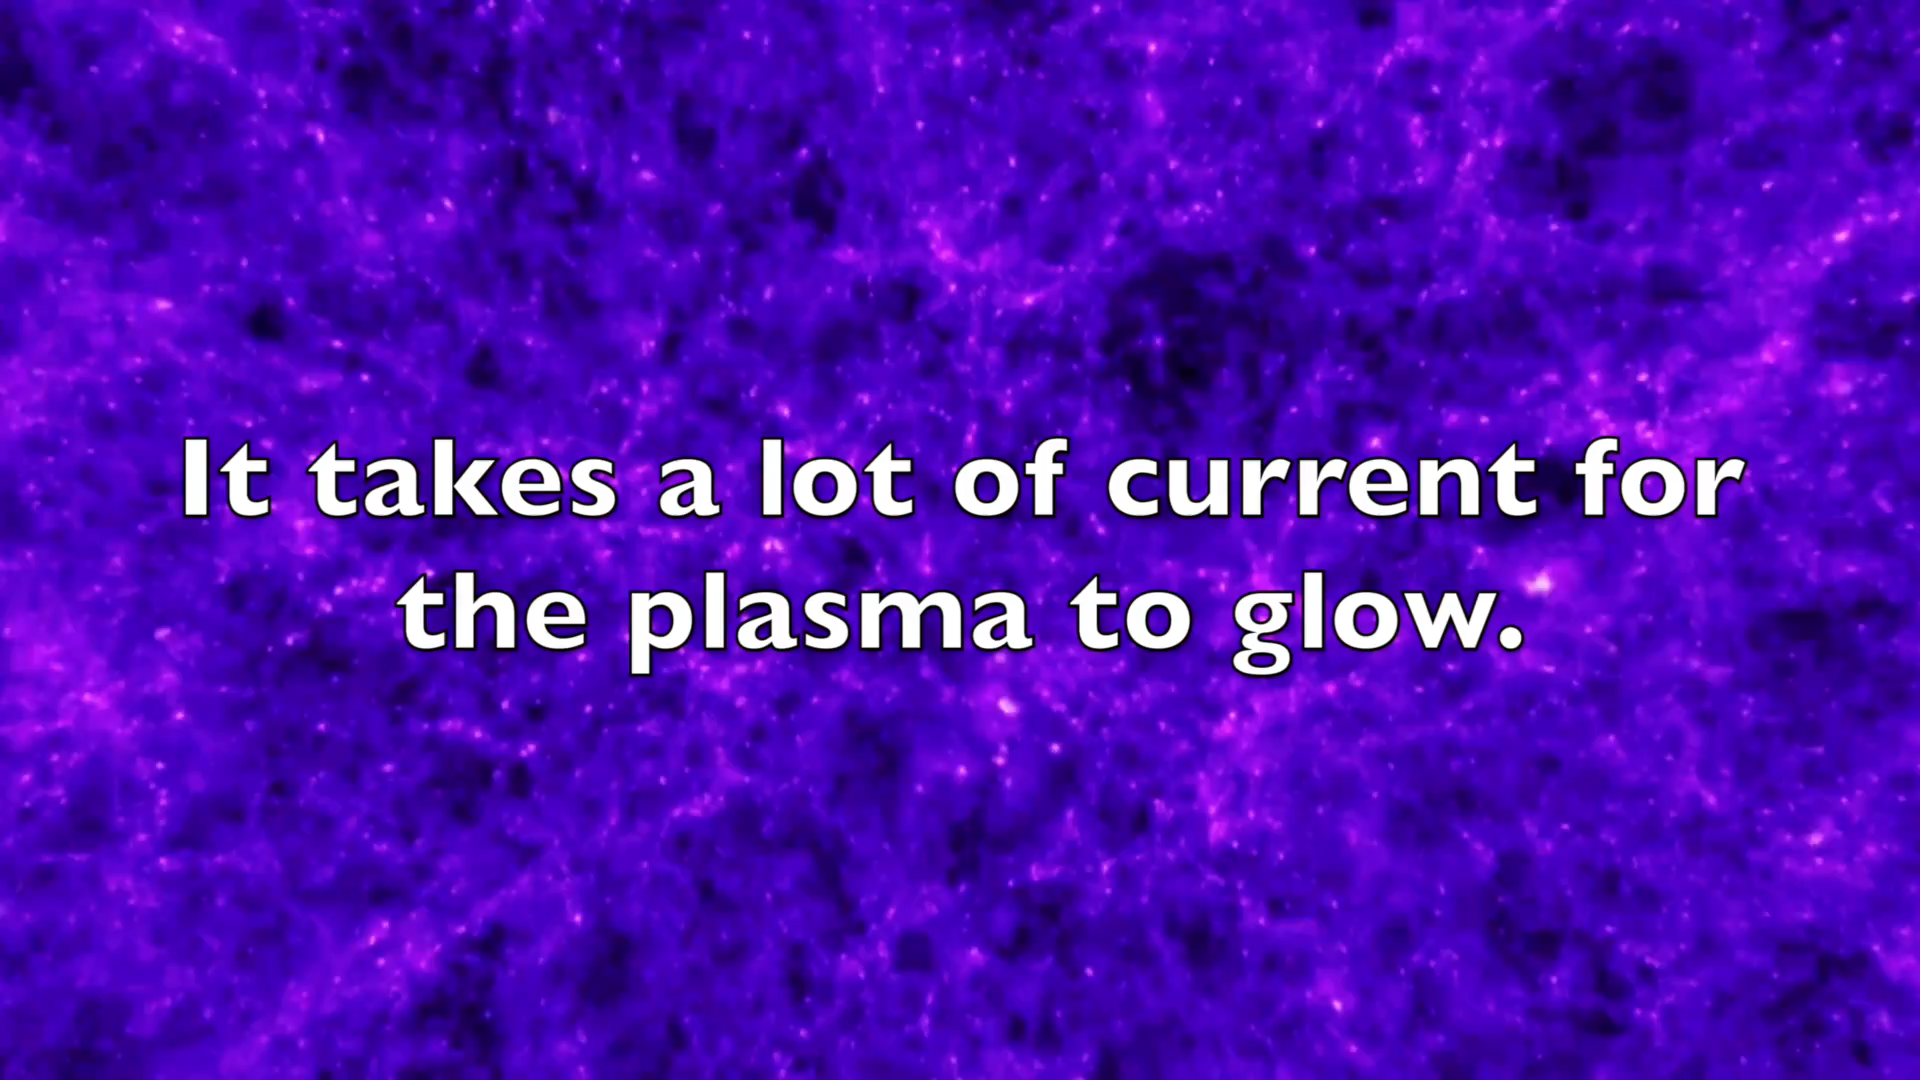 It takes a lot of current for
the plasma to glow.